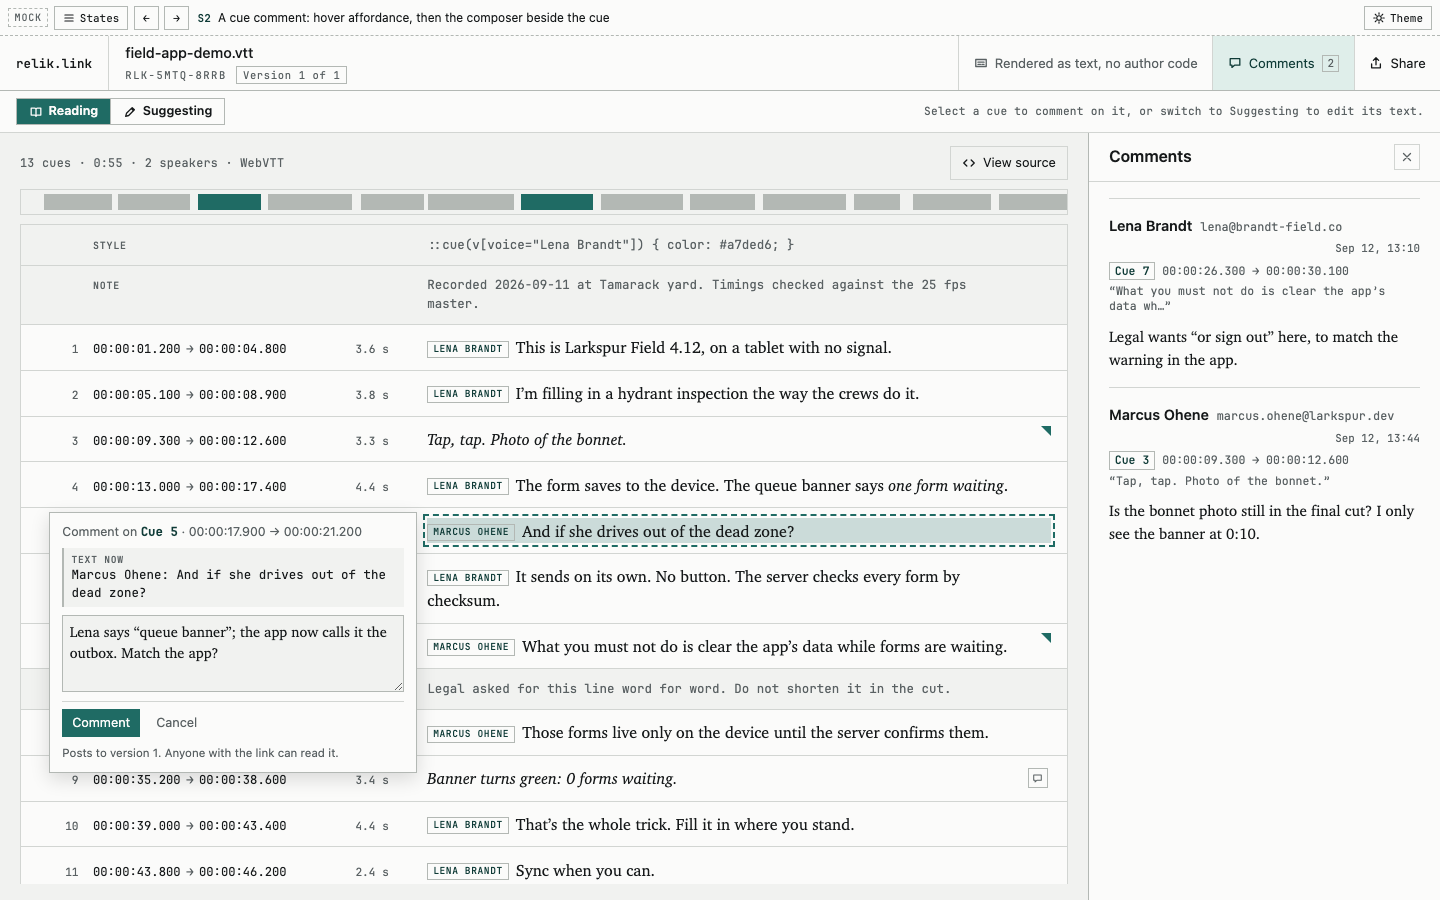 MOCK States ← → S2 A cue comment: hover affordance, then the composer beside the cue Theme
relik.link
field-app-demo.vtt
RLK-5MTQ-8RRB Version 1 of 1
Rendered as text, no author code
Comments 2
Share
Reading Suggesting
Select a cue to comment on it, or switch to Suggesting to edit its text.
13 cues · 0:55 · 2 speakers · WebVTT
View source
STYLE ::cue(v[voice="Lena Brandt"]) { color: #a7ded6; }
NOTE Recorded 2026-09-11 at Tamarack yard. Timings checked against the 25 fps
master.
1 00:00:01.200 → 00:00:04.800 3.6 s LENA BRANDT This is Larkspur Field 4.12, on a tablet with no signal.
2 00:00:05.100 → 00:00:08.900 3.8 s LENA BRANDT I’m filling in a hydrant inspection the way the crews do it.
3 00:00:09.300 → 00:00:12.600 3.3 s Tap, tap. Photo of the bonnet.
4 00:00:13.000 → 00:00:17.400 4.4 s LENA BRANDT The form saves to the device. The queue banner says one form waiting.
MARCUS OHENE And if she drives out of the dead zone?
LENA BRANDT It sends on its own. No button. The server checks every form by
checksum.
MARCUS OHENE What you must not do is clear the app’s data while forms are waiting.
Legal asked for this line word for word. Do not shorten it in the cut.
MARCUS OHENE Those forms live only on the device until the server confirms them.
9 00:00:35.200 → 00:00:38.600 3.4 s Banner turns green: 0 forms waiting.
10 00:00:39.000 → 00:00:43.400 4.4 s LENA BRANDT That’s the whole trick. Fill it in where you stand.
11 00:00:43.800 → 00:00:46.200 2.4 s LENA BRANDT Sync when you can.
Comment on Cue 5 · 00:00:17.900 → 00:00:21.200
TEXT NOW
Marcus Ohene: And if she drives out of the
dead zone?
Lena says “queue banner”; the app now calls it the
outbox. Match the app?
Comment Cancel
Posts to version 1. Anyone with the link can read it.
Comments
Lena Brandt lena@brandt-field.co
Sep 12, 13:10
Cue 7 00:00:26.300 → 00:00:30.100
“What you must not do is clear the app’s
data wh…”
Legal wants “or sign out” here, to match the
warning in the app.
Marcus Ohene marcus.ohene@larkspur.dev
Sep 12, 13:44
Cue 3 00:00:09.300 → 00:00:12.600
“Tap, tap. Photo of the bonnet.”
Is the bonnet photo still in the final cut? I only
see the banner at 0:10.